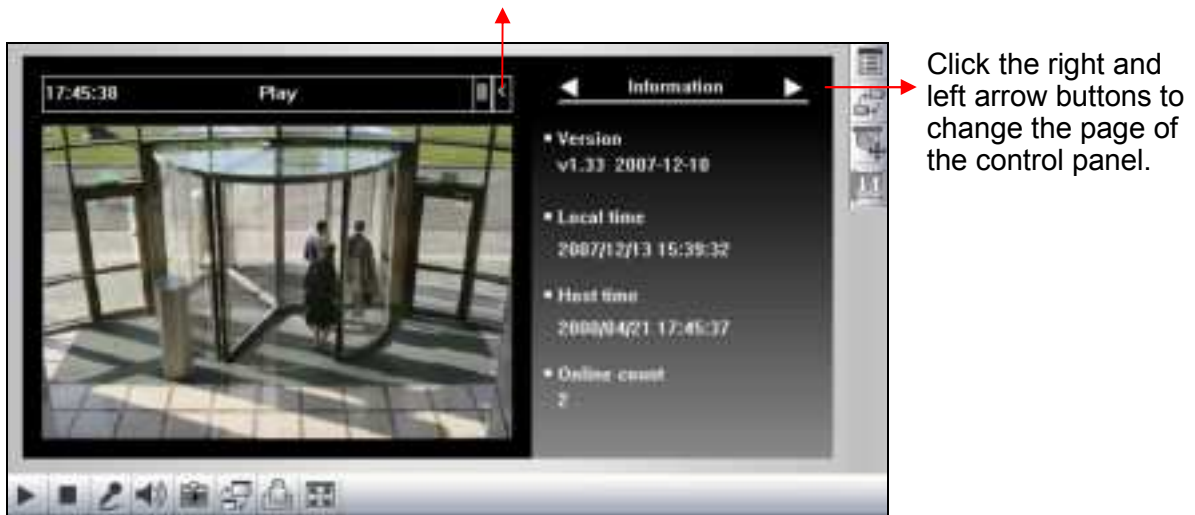 17:45:38 Play
Information
Version
v1.33 2007-12-10
Local time
2007/12/13 15:39:32
Host time
2008/04/21 17:45:37
Online count
2
Click the right and
left arrow buttons to
change the page of
the control panel.